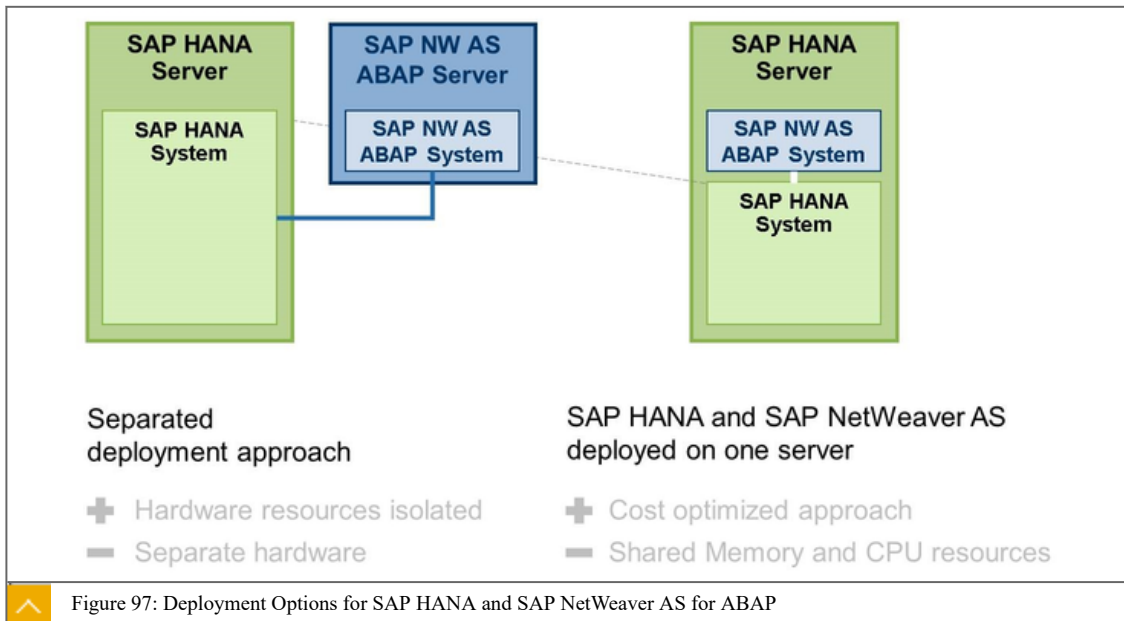 SAP HANA
Server
SAP HANA
System
SAP NW AS
ABAP Server
SAP NW AS
ABAP System
SAP HANA
Server
SAP NW AS
ABAP System
SAP HANA
System
Separated
deployment approach
+ Hardware resources isolated
− Separate hardware
SAP HANA and SAP NetWeaver AS
deployed on one server
+ Cost optimized approach
− Shared Memory and CPU resources
Figure 97: Deployment Options for SAP HANA and SAP NetWeaver AS for ABAP